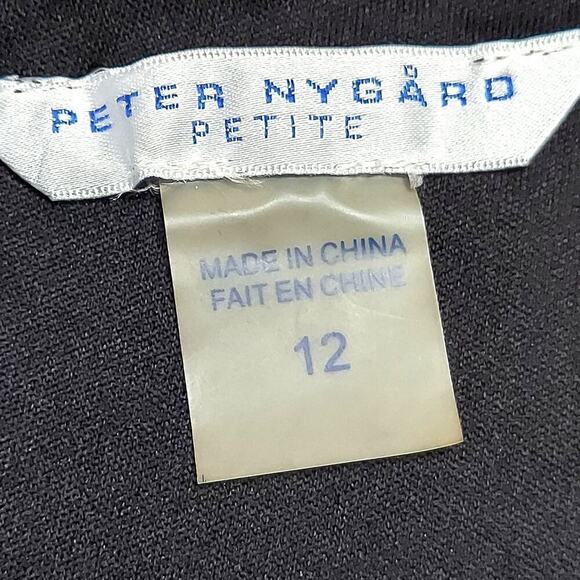 PETER NYGÅRD
PETITE
MADE IN CHINA
FAIT EN CHINE
12